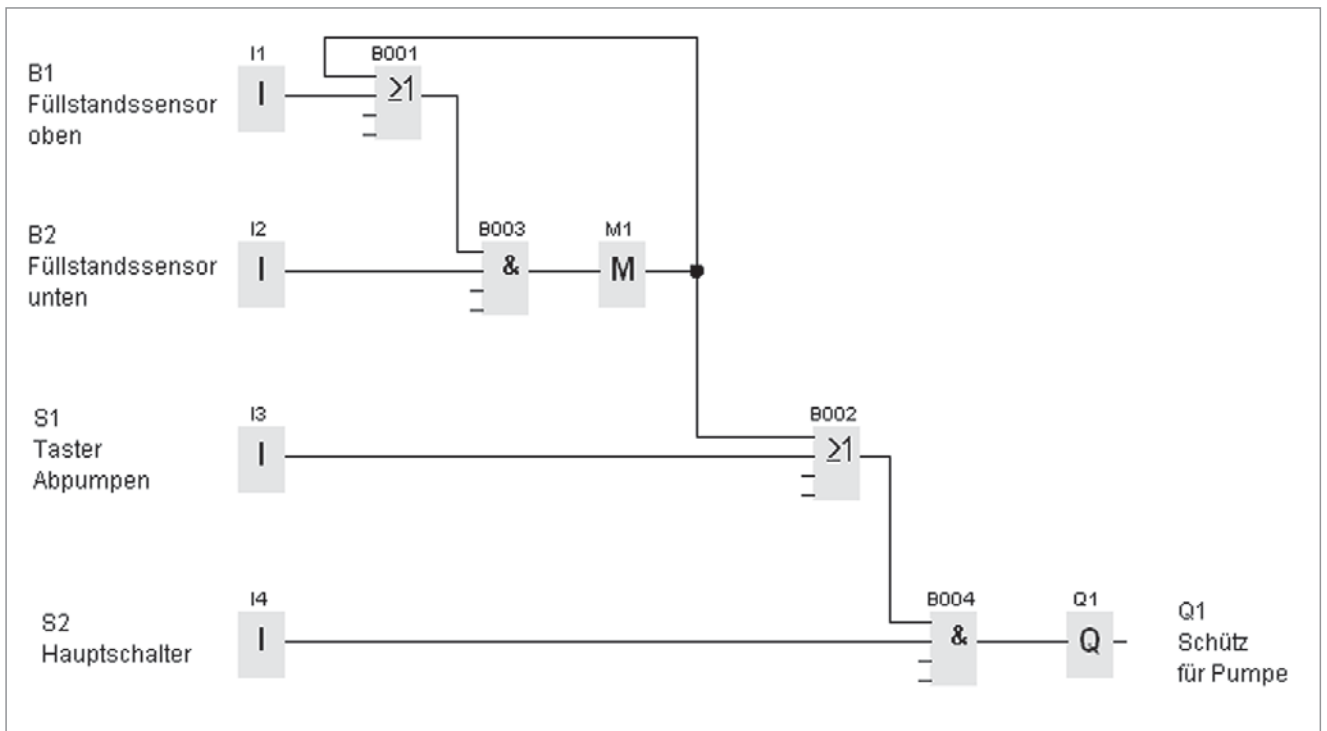 I1
B001
B1
Füllstandssensor
oben
I
≥1
B2
Füllstandssensor
unten
I2
I
B003
&
M1
M
S1
Taster
Abpumpen
I3
I
B002
≥1
S2
Hauptschalter
I4
I
B004
&
Q1
Q
Q1
Schütz
für Pumpe